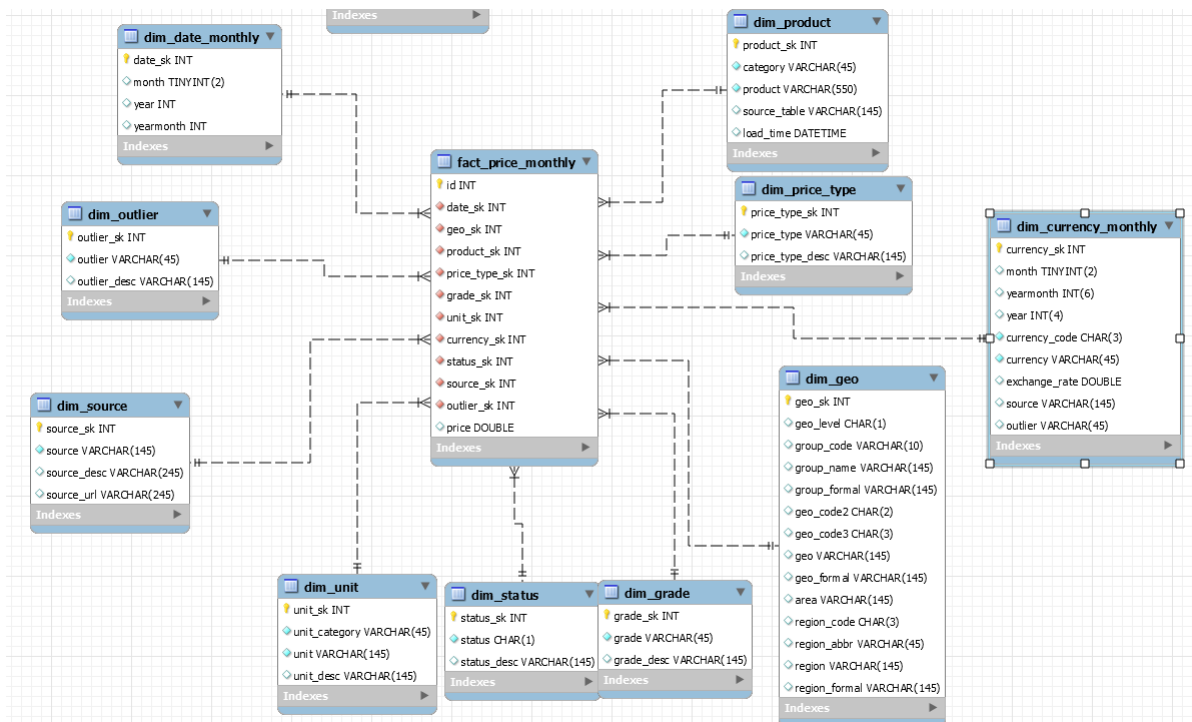 Indexes
dim_date_monthly
date_sk INT
month TINYINT(2)
year INT
yearmonth INT
Indexes
dim_product
product_sk INT
category VARCHAR(45)
product VARCHAR(550)
source_table VARCHAR(145)
load_time DATETIME
Indexes
fact_price_monthly
id INT
date_sk INT
geo_sk INT
product_sk INT
price_type_sk INT
grade_sk INT
unit_sk INT
currency_sk INT
status_sk INT
source_sk INT
outlier_sk INT
price DOUBLE
Indexes
dim_price_type
price_type_sk INT
price_type VARCHAR(45)
price_type_desc VARCHAR(145)
Indexes
dim_outlier
outlier_sk INT
outlier VARCHAR(45)
outlier_desc VARCHAR(145)
Indexes
dim_currency_monthly
currency_sk INT
month TINYINT(2)
yearmonth INT(6)
year INT(4)
currency_code CHAR(3)
currency VARCHAR(45)
exchange_rate DOUBLE
source VARCHAR(145)
outlier VARCHAR(45)
Indexes
dim_source
source_sk INT
source VARCHAR(145)
source_desc VARCHAR(245)
source_url VARCHAR(245)
Indexes
dim_geo
geo_sk INT
geo_level CHAR(1)
group_code VARCHAR(10)
group_name VARCHAR(145)
group_formal VARCHAR(145)
geo_code2 CHAR(2)
geo_code3 CHAR(3)
geo VARCHAR(145)
geo_formal VARCHAR(145)
area VARCHAR(145)
region_code CHAR(3)
region_abbr VARCHAR(45)
region VARCHAR(145)
region_formal VARCHAR(145)
Indexes
dim_unit
unit_sk INT
unit_category VARCHAR(45)
unit VARCHAR(145)
unit_desc VARCHAR(145)
Indexes
dim_status
status_sk INT
status CHAR(1)
status_desc VARCHAR(145)
Indexes
dim_grade
grade_sk INT
grade VARCHAR(45)
grade_desc VARCHAR(145)
Indexes